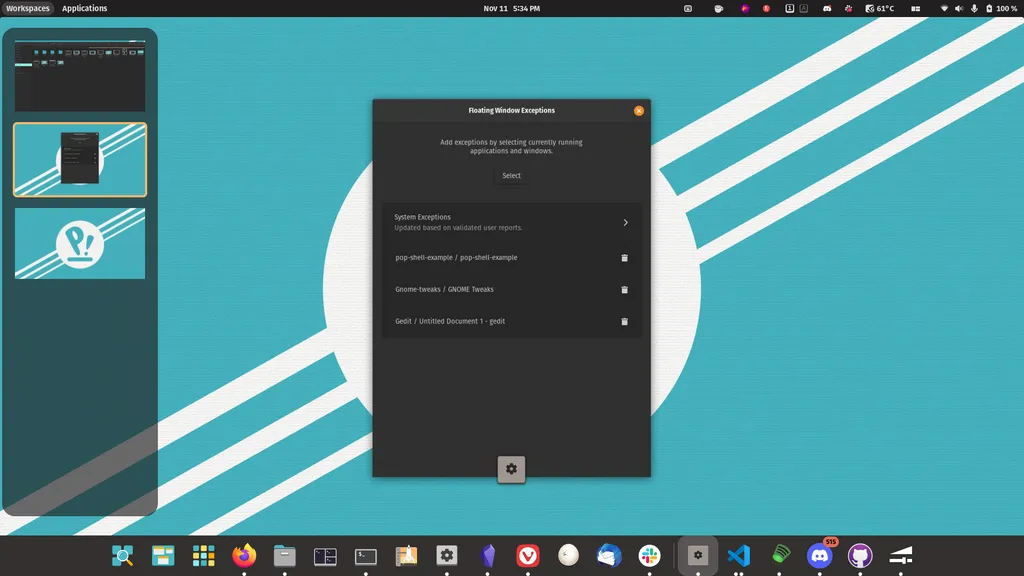 Workspaces Applications Nov 11 5:34 PM 61°C 100 %
Floating Window Exceptions
Add exceptions by selecting currently running
applications and windows.
Select
System Exceptions
Updated based on validated user reports.
pop-shell-example / pop-shell-example
Gnome-tweaks / GNOME Tweaks
Gedit / Untitled Document 1 - gedit
P!
515